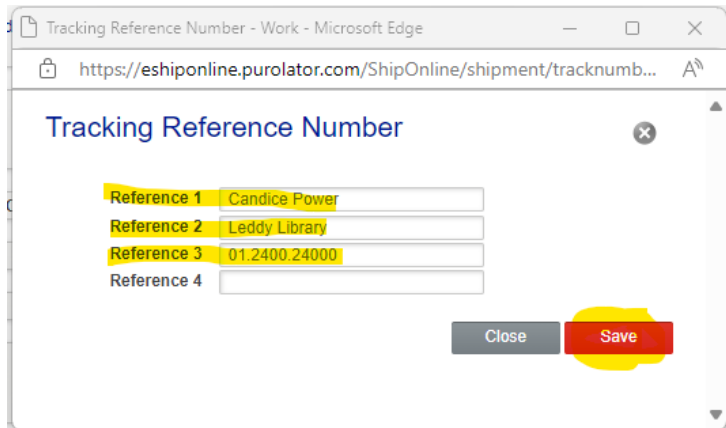 Tracking Reference Number - Work - Microsoft Edge
https://eshiponline.purolator.com/ShipOnline/shipment/tracknumb...
Tracking Reference Number
Reference 1 Candice Power
Reference 2 Leddy Library
Reference 3 01.2400.24000
Reference 4
Close Save